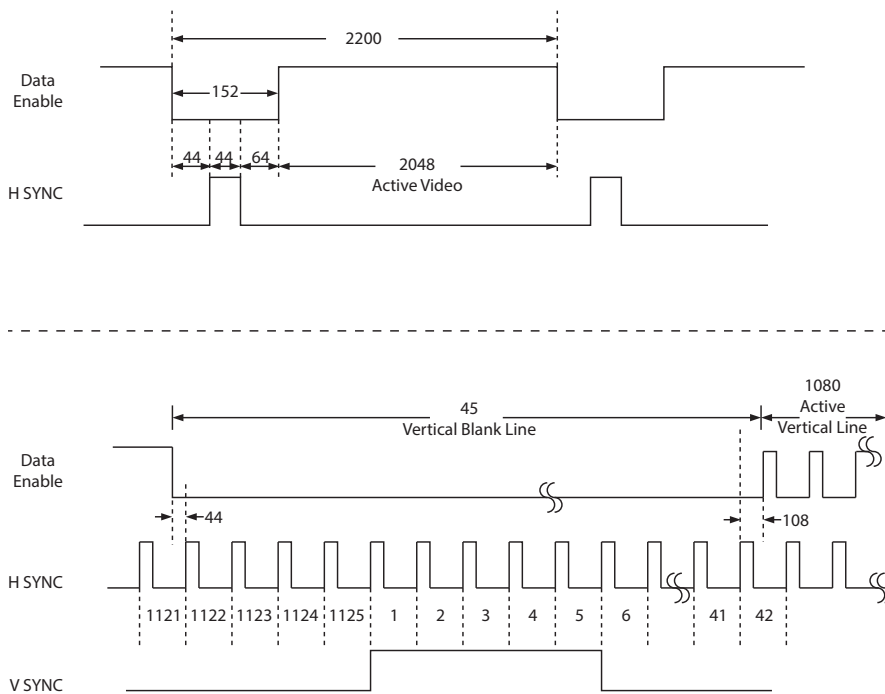 2200
Data
Enable
152
44 44 64
2048
Active Video
H SYNC
45
Vertical Blank Line
1080
Active
Vertical Line
Data
Enable
44
108
H SYNC
1121 1122 1123 1124 1125 1 2 3 4 5 6 41 42
V SYNC